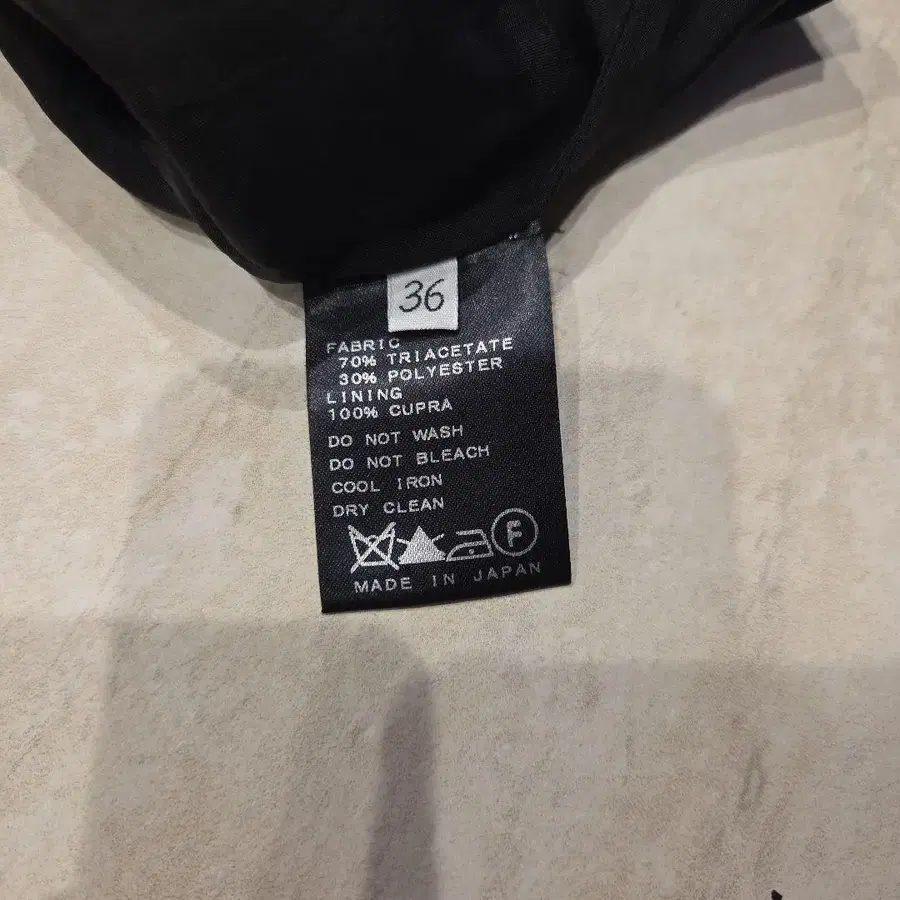 36
FABRIC
70% TRIACETATE
30% POLYESTER
LINING
100% CUPRA
DO NOT WASH
DO NOT BLEACH
COOL IRON
DRY CLEAN
F
MADE IN JAPAN